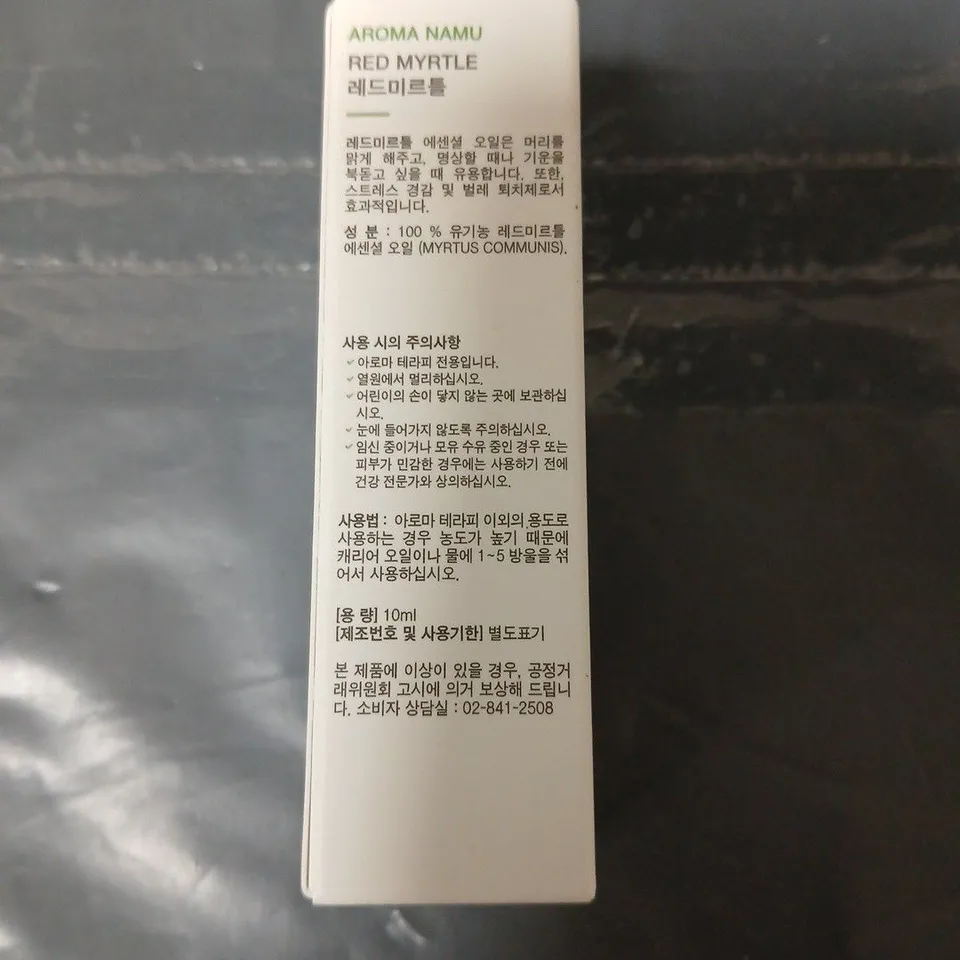 AROMA NAMU
RED MYRTLE
레드미르틀
레드미르틀 에센셜 오일은 머리를
맑게 해주고, 명상할 때나 기운을
북돋고 싶을 때 유용합니다. 또한,
스트레스 경감 및 벌레 퇴치제로서
효과적입니다.
성 분 : 100 % 유기농 레드미르틀
에센셜 오일 (MYRTUS COMMUNIS).
사용 시의 주의사항
✓아로마 테라피 전용입니다.
✓열원에서 멀리하십시오.
✓어린이의 손이 닿지 않는 곳에 보관하십
시오.
✓눈에 들어가지 않도록 주의하십시오.
✓임신 중이거나 모유 수유 중인 경우 또는
피부가 민감한 경우에는 사용하기 전에
건강 전문가와 상의하십시오.
사용법 : 아로마 테라피 이외의 용도로
사용하는 경우 농도가 높기 때문에
캐리어 오일이나 물에 1~5 방울을 섞
어서 사용하십시오.
[용 량] 10ml
[제조번호 및 사용기한] 별도표기
본 제품에 이상이 있을 경우, 공정거
래위원회 고시에 의거 보상해 드립니
다. 소비자 상담실 : 02-841-2508